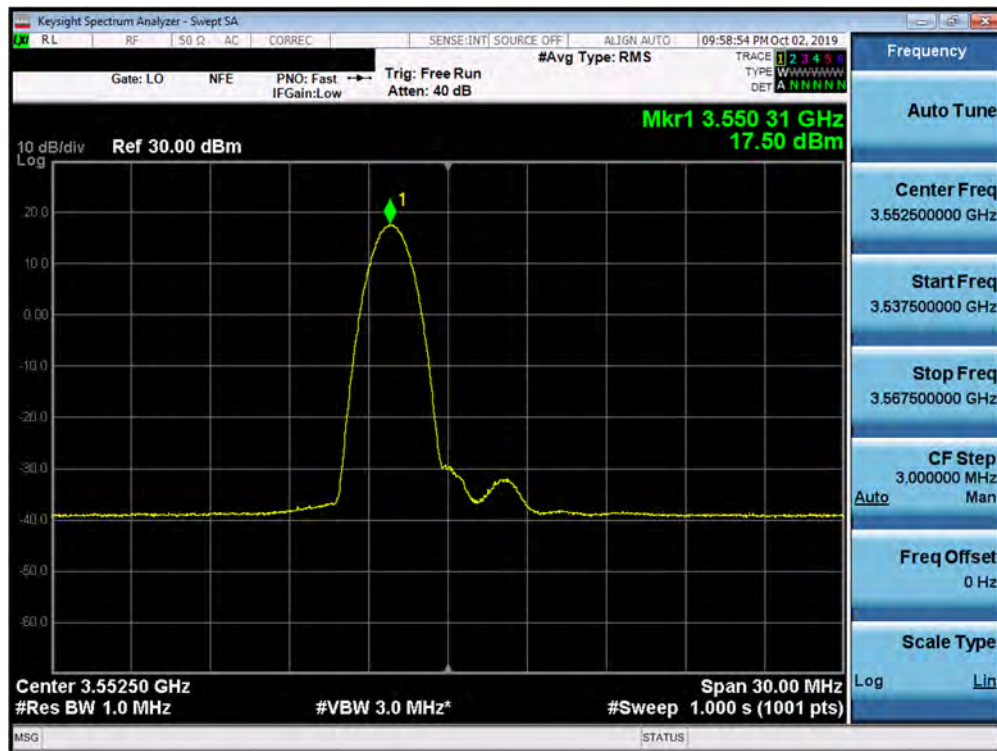 Keysight Spectrum Analyzer - Swept SA
LXI RL RF 50 Ω AC CORREC SENSE:INT SOURCE OFF ALIGN AUTO 09:58:54 PM Oct 02, 2019
Gate: LO NFE PNO: Fast IFGain:Low
Trig: Free Run
Atten: 40 dB
#Avg Type: RMS
TRACE 1 2 3 4 5 6
TYPE W
DET A N N N N N
Mkr1 3.550 31 GHz
17.50 dBm
10 dB/div Ref 30.00 dBm
Log
1
20.0
10.0
0.00
-10.0
-20.0
-30.0
-40.0
-50.0
-60.0
Center 3.55250 GHz Span 30.00 MHz
#Res BW 1.0 MHz #VBW 3.0 MHz* #Sweep 1.000 s (1001 pts)
MSG STATUS
Frequency
Auto Tune
Center Freq
3.552500000 GHz
Start Freq
3.537500000 GHz
Stop Freq
3.567500000 GHz
CF Step
3.000000 MHz
Auto Man
Freq Offset
0 Hz
Scale Type
Log Lin